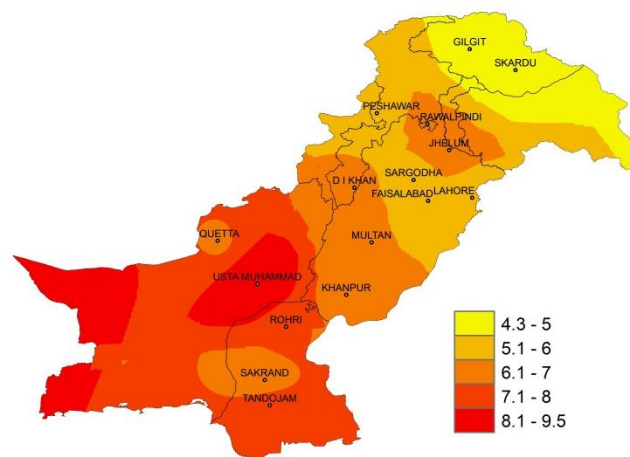 GILGIT
SKARDU
PESHAWAR
RAWALPINDI
JHELUM
SARGODHA
D I KHAN
FAISALABAD
LAHORE
QUETTA
MULTAN
USTA MUHAMMAD
KHANPUR
ROHRI
SAKRAND
TANDOJAM
4.3 - 5
5.1 - 6
6.1 - 7
7.1 - 8
8.1 - 9.5